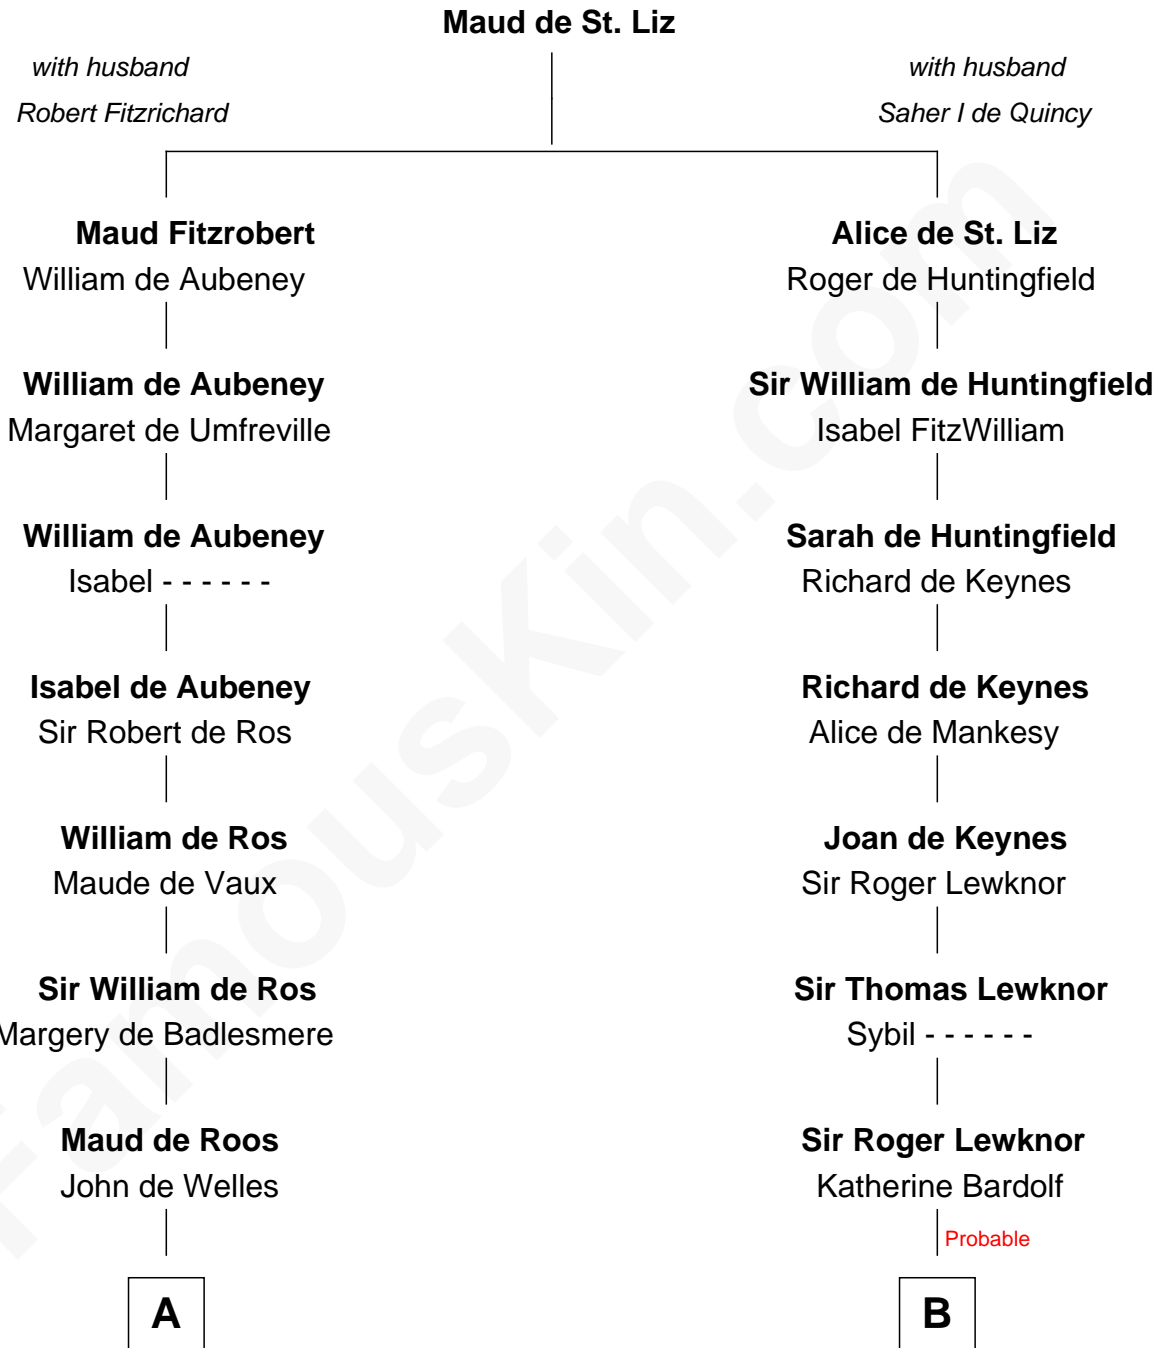 Maud de St. Liz
with husband
Robert Fitzrichard
with husband
Saher I de Quincy
Maud Fitzrobert
William de Aubeney
Alice de St. Liz
Roger de Huntingfield
William de Aubeney
Margaret de Umfreville
Sir William de Huntingfield
Isabel FitzWilliam
William de Aubeney
Isabel - - - - - -
Sarah de Huntingfield
Richard de Keynes
Isabel de Aubeney
Sir Robert de Ros
Richard de Keynes
Alice de Mankesy
William de Ros
Maude de Vaux
Joan de Keynes
Sir Roger Lewknor
Sir William de Ros
Margery de Badlesmere
Sir Thomas Lewknor
Sybil - - - - - -
Maud de Roos
John de Welles
Sir Roger Lewknor
Katherine Bardolf
Probable
A
B
FamousKin.com